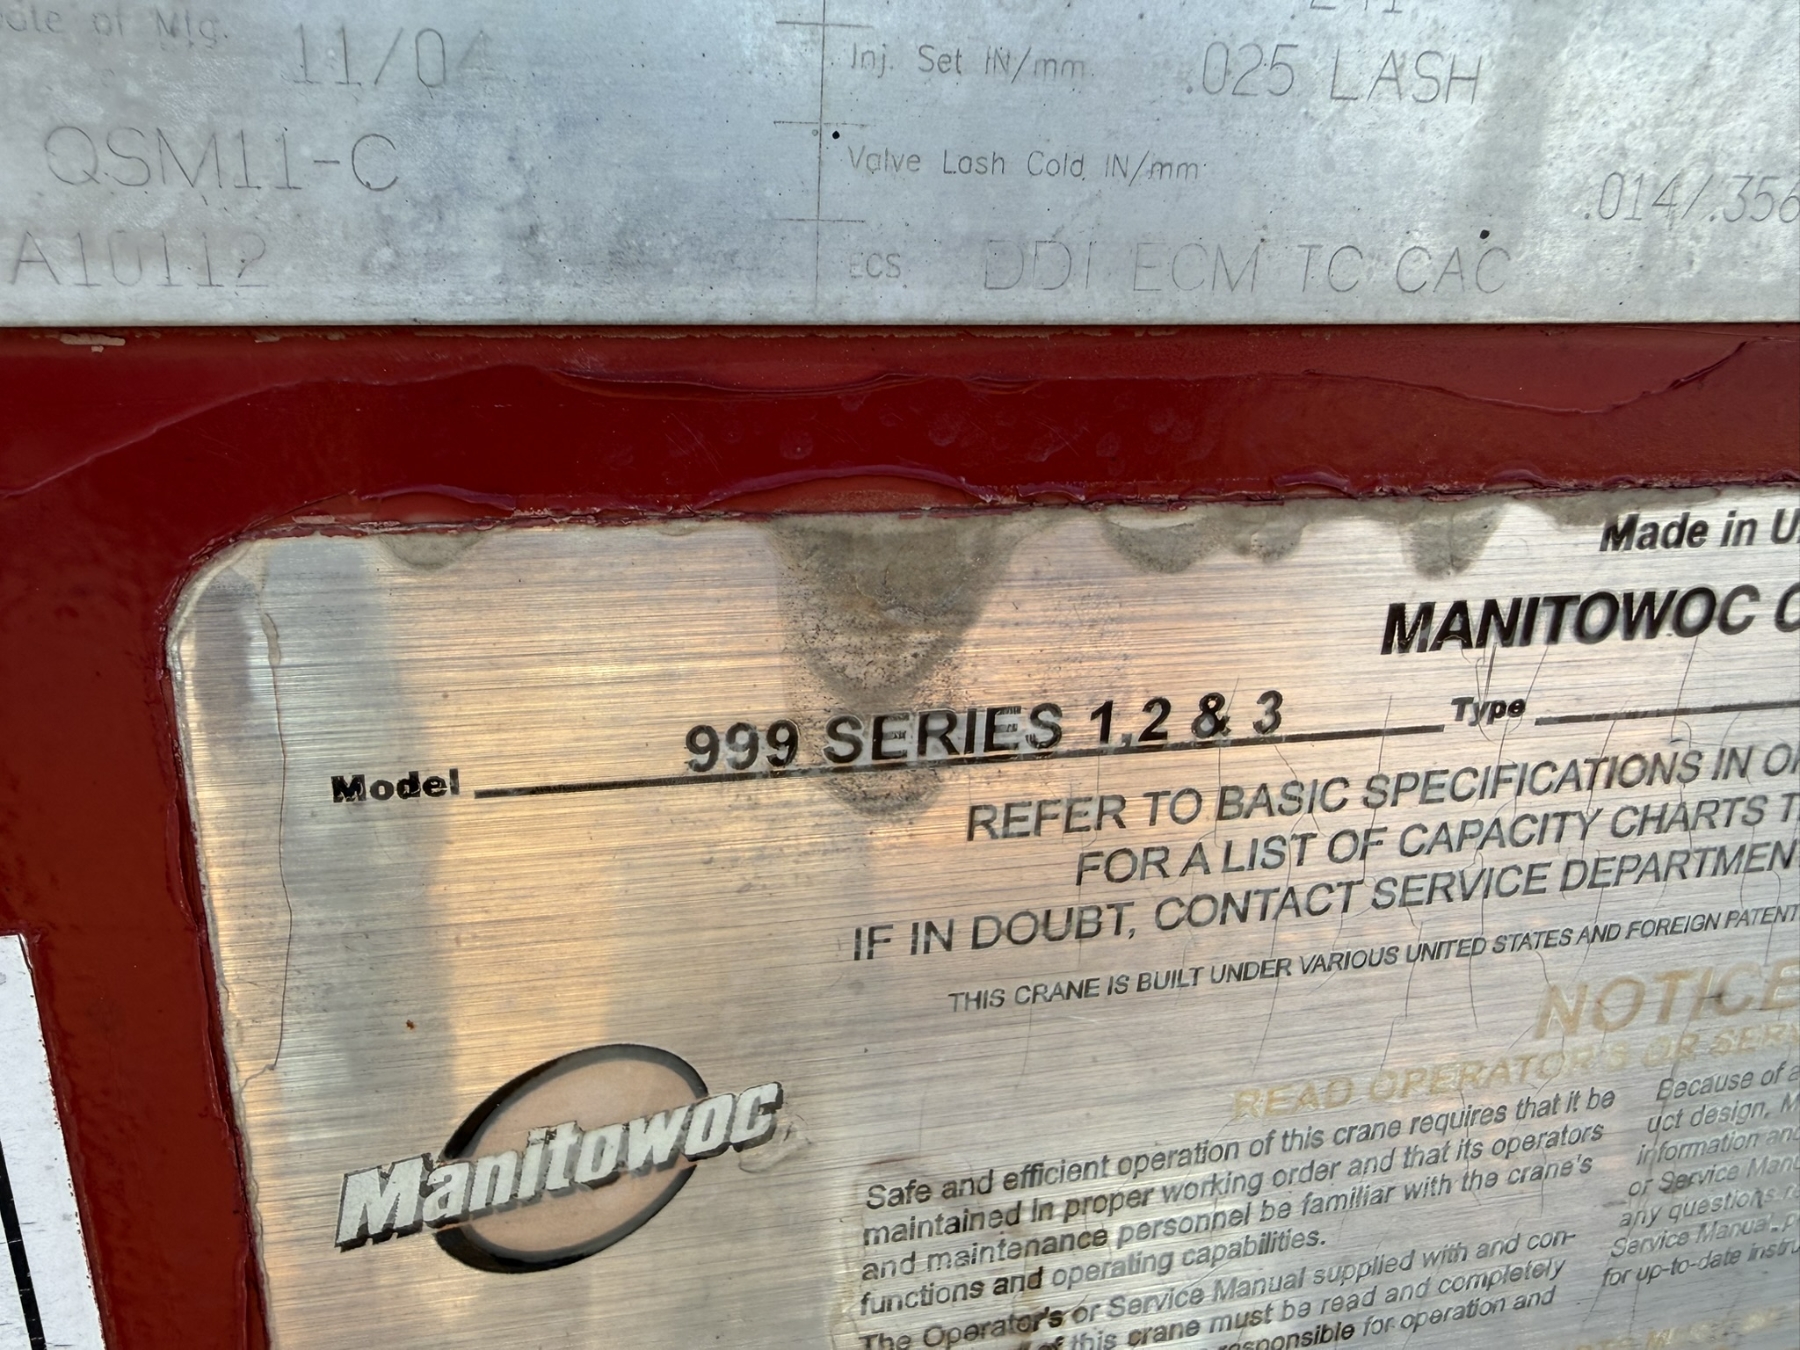 of Mfg. 11/04
Inj. Set IN/mm .025 LASH
QSM11-C
Valve Lash Cold IN/mm .014/.356
A10112
ECS DDI ECM TC CAC
Made in U.
MANITOWOC C
Model 999 SERIES 1,2 & 3 Type
REFER TO BASIC SPECIFICATIONS IN
FOR A LIST OF CAPACITY CHARTS
IF IN DOUBT, CONTACT SERVICE DEPARTMEN
THIS CRANE IS BUILT UNDER VARIOUS UNITED STATES AND FOREIGN PATENT
NOTICE
READ OPERATOR'S OR SERV
Manitowoc
Safe and efficient operation of this crane requires that it be
maintained in proper working order and that its operators
and maintenance personnel be familiar with the crane's
functions and operating capabilities.
The Operator's or Service Manual supplied with and con-
of this crane must be read and completely
responsible for operation and
Because of
uct design, M
information and
or Service Manu
any questions
Service Manual,
for up-to-date instru